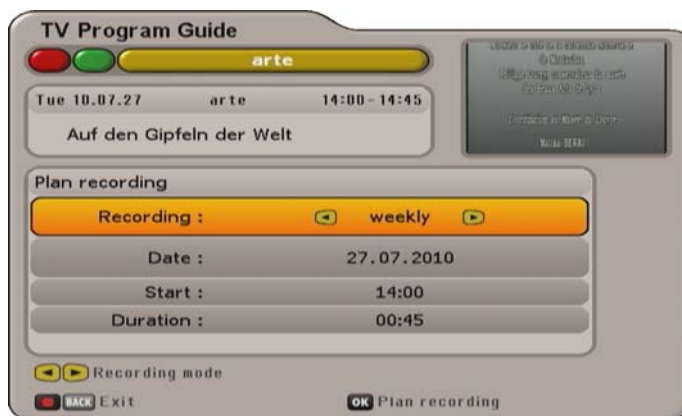 TV Program Guide
arte
Tue 10.07.27 arte 14:00-14:45
Auf den Gipfeln der Welt
Plan recording
Recording : weekly
Date : 27.07.2010
Start : 14:00
Duration : 00:45
Recording mode
BACK Exit OK Plan recording